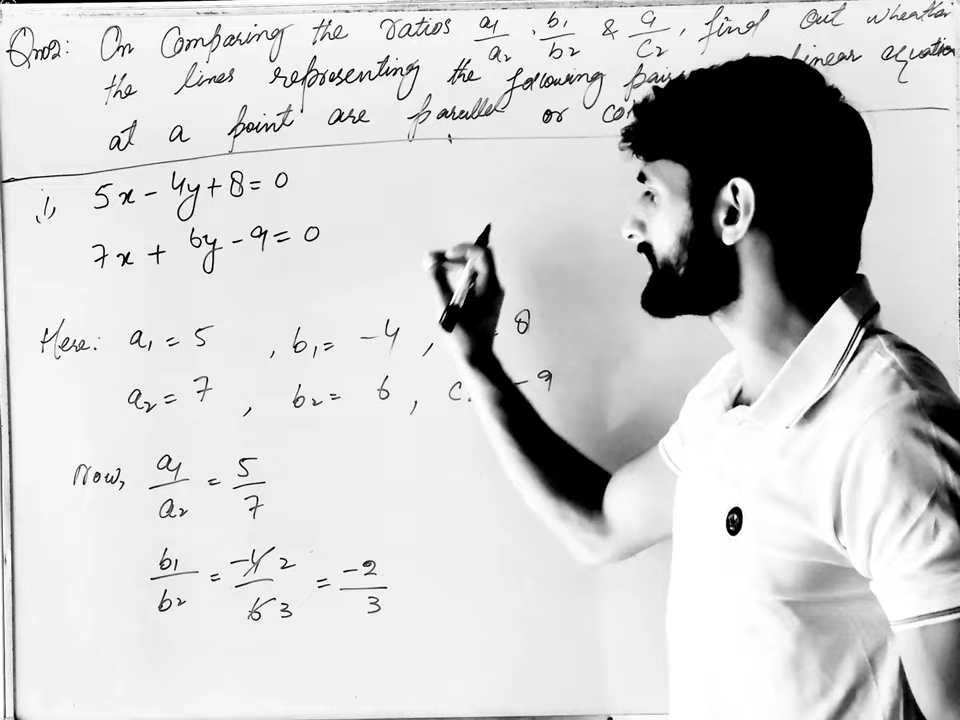 Qno2: On Comparing the ratios a1/a2, b1/b2 & c1/c2, find out wheather
the lines representing the following pair linear equation
at a point are parallel or co
i, 5x - 4y + 8 = 0
7x + 6y - 9 = 0
Here: a1 = 5 , b1 = -4 , 8
a2 = 7 , b2 = 6 , c -9
Now, a1/a2 = 5/7
b1/b2 = -4 2/6 3 = -2/3